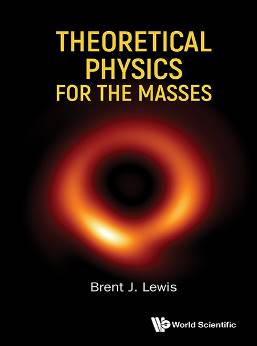 THEORETICAL
PHYSICS
FOR THE MASSES
Brent J. Lewis
World Scientific